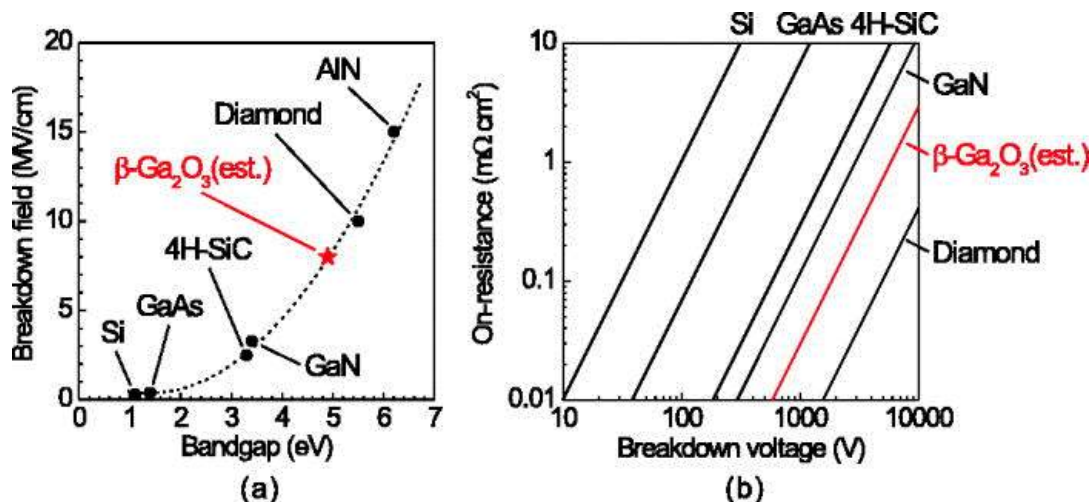 20
15
10
5
0
Breakdown field (MV/cm)
AlN
Diamond
β-Ga₂O₃(est.)
4H-SiC
GaAs
Si
GaN
0 1 2 3 4 5 6 7
Bandgap (eV)
(a)
Si GaAs 4H-SiC
10
1
0.1
0.01
On-resistance (mΩ cm²)
GaN
β-Ga₂O₃(est.)
Diamond
10 100 1000 10000
Breakdown voltage (V)
(b)